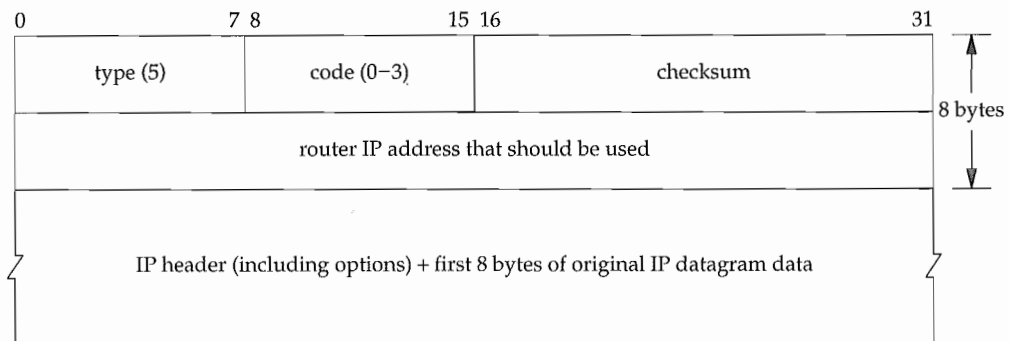 0 7 8 15 16 31
type (5) code (0−3) checksum
8 bytes
router IP address that should be used
IP header (including options) + first 8 bytes of original IP datagram data